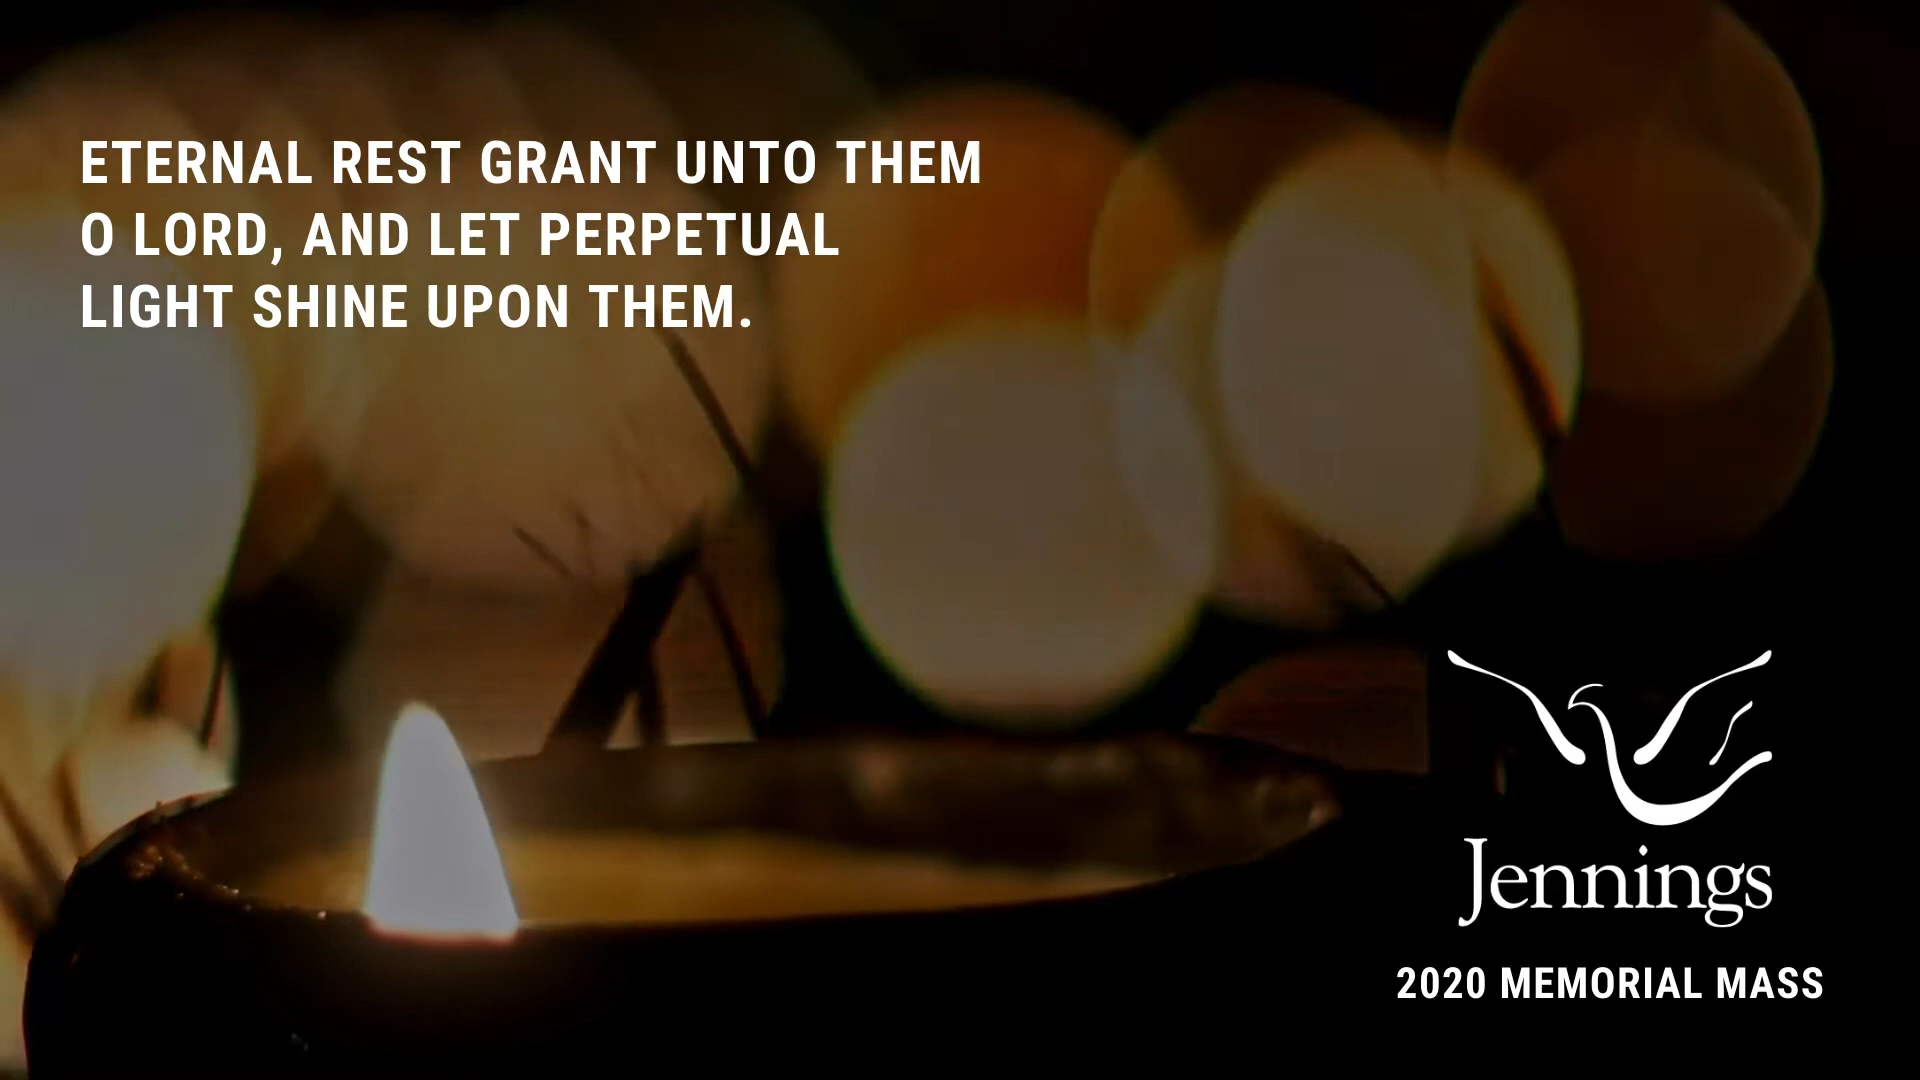 ETERNAL REST GRANT UNTO THEM
O LORD, AND LET PERPETUAL
LIGHT SHINE UPON THEM.
Jennings
2020 MEMORIAL MASS